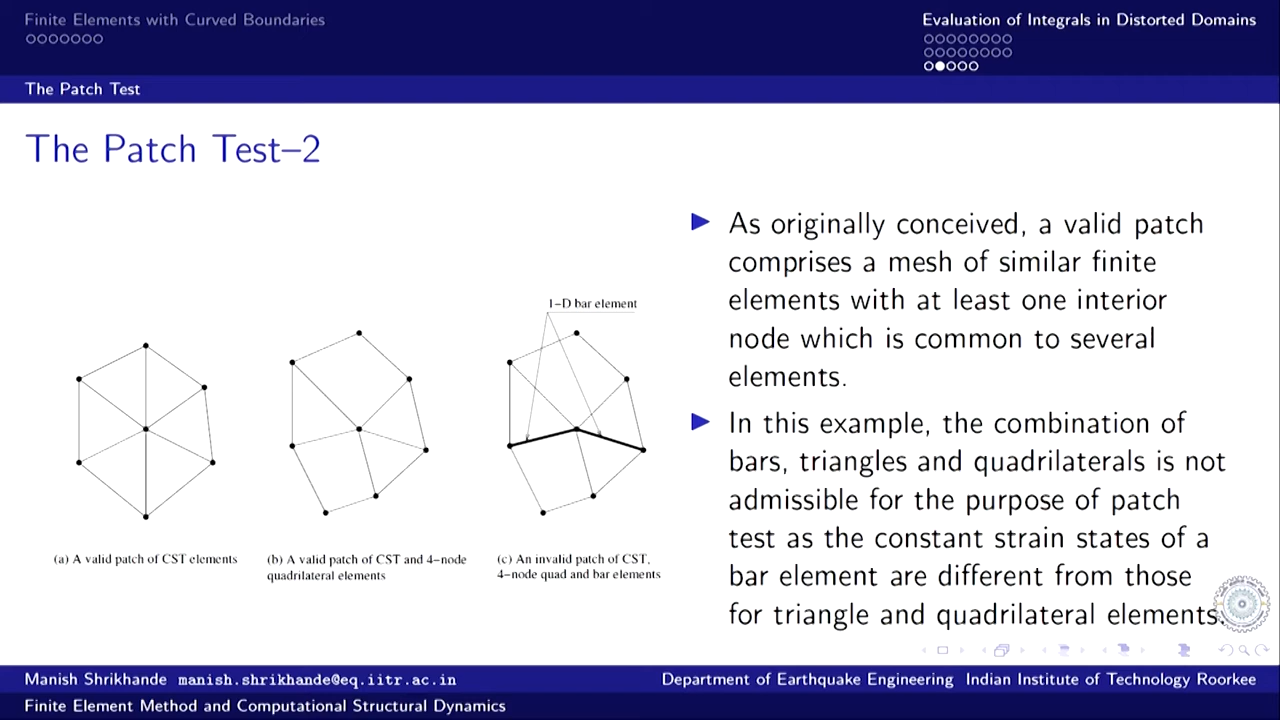 Finite Elements with Curved Boundaries
Evaluation of Integrals in Distorted Domains
The Patch Test
The Patch Test–2
As originally conceived, a valid patch
comprises a mesh of similar finite
elements with at least one interior
node which is common to several
elements.
In this example, the combination of
bars, triangles and quadrilaterals is not
admissible for the purpose of patch
test as the constant strain states of a
bar element are different from those
for triangle and quadrilateral elements.
1–D bar element
(a) A valid patch of CST elements
(b) A valid patch of CST and 4–node
quadrilateral elements
(c) An invalid patch of CST,
4–node quad and bar elements
Manish Shrikhande manish.shrikhande@eq.iitr.ac.in
Department of Earthquake Engineering Indian Institute of Technology Roorkee
Finite Element Method and Computational Structural Dynamics